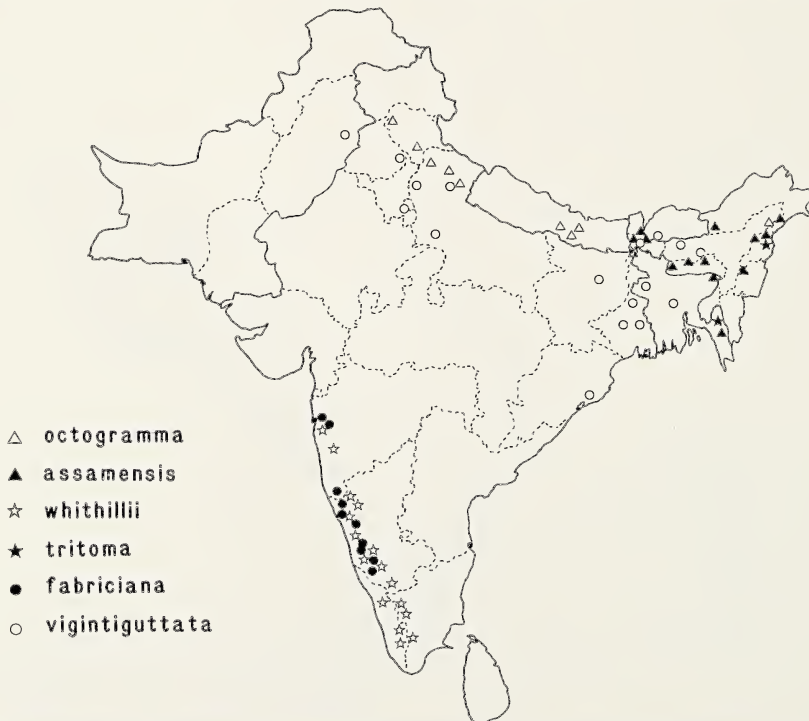 octogramma
assamensis
whithillii
tritoma
fabriciana
vigintiguttata